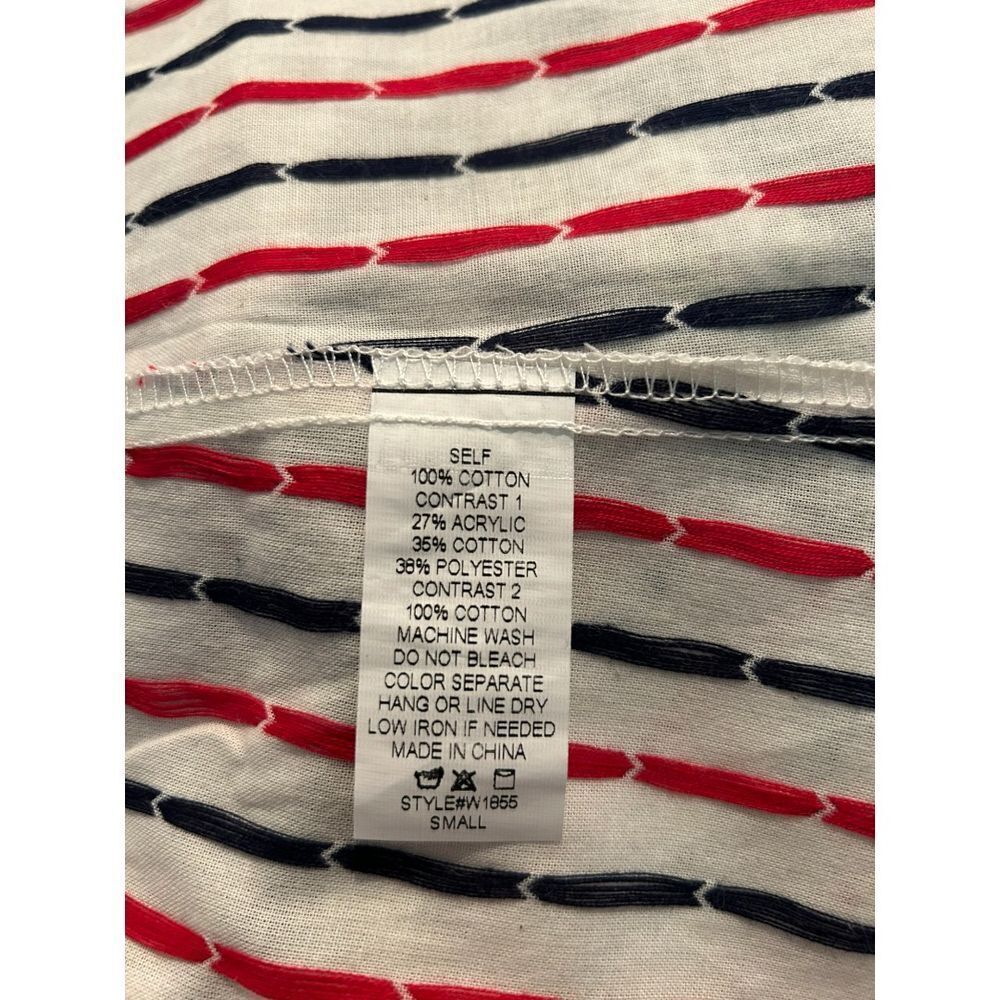 SELF
100% COTTON
CONTRAST 1
27% ACRYLIC
35% COTTON
38% POLYESTER
CONTRAST 2
100% COTTON
MACHINE WASH
DO NOT BLEACH
COLOR SEPARATE
HANG OR LINE DRY
LOW IRON IF NEEDED
MADE IN CHINA
STYLE#W1855
SMALL